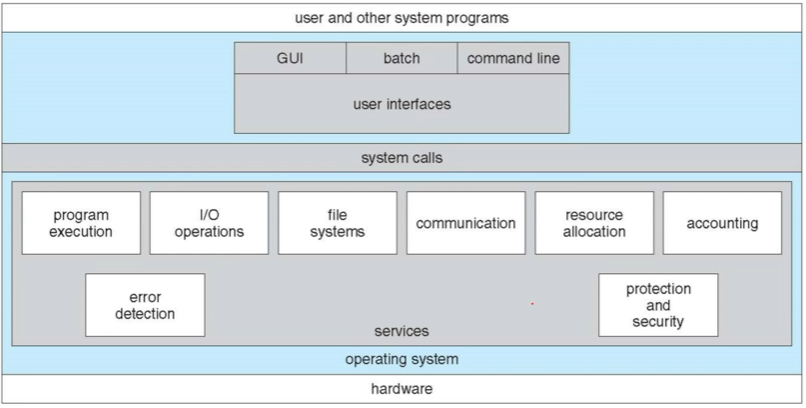 user and other system programs
GUI
batch
command line
user interfaces
system calls
program
execution
I/O
operations
file
systems
communication
resource
allocation
accounting
error
detection
protection
and
security
services
operating system
hardware